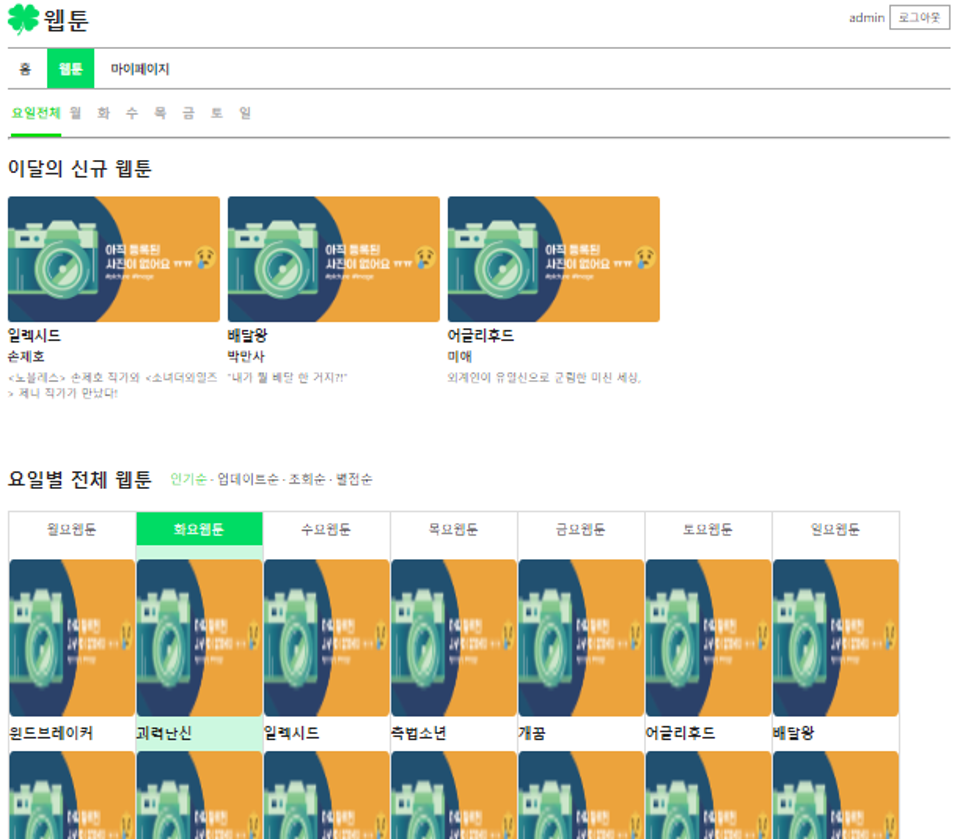 웹툰
admin 로그아웃
홈 웹툰 마이페이지
요일전체 월 화 수 목 금 토 일
이달의 신규 웹툰
아직 등록된
사진이 없어요 ㅠㅠ
#picture #image
아직 등록된
사진이 없어요 ㅠㅠ
#picture #image
아직 등록된
사진이 없어요 ㅠㅠ
#picture #image
일렉시드
손제호
<노블레스> 손제호 작가와 <소녀더와일즈
> 제나 작가가 만났다!
배달왕
박만사
"내가 뭘 배달 한 거지?!"
어글리후드
미애
외계인이 유일신으로 군림한 미친 세상,
요일별 전체 웹툰 인기순 · 업데이트순 · 조회순 · 별점순
월요웹툰 화요웹툰 수요웹툰 목요웹툰 금요웹툰 토요웹툰 일요웹툰
윈드브레이커 괴력난신 일렉시드 촉법소년 개꿈 어글리후드 배달왕